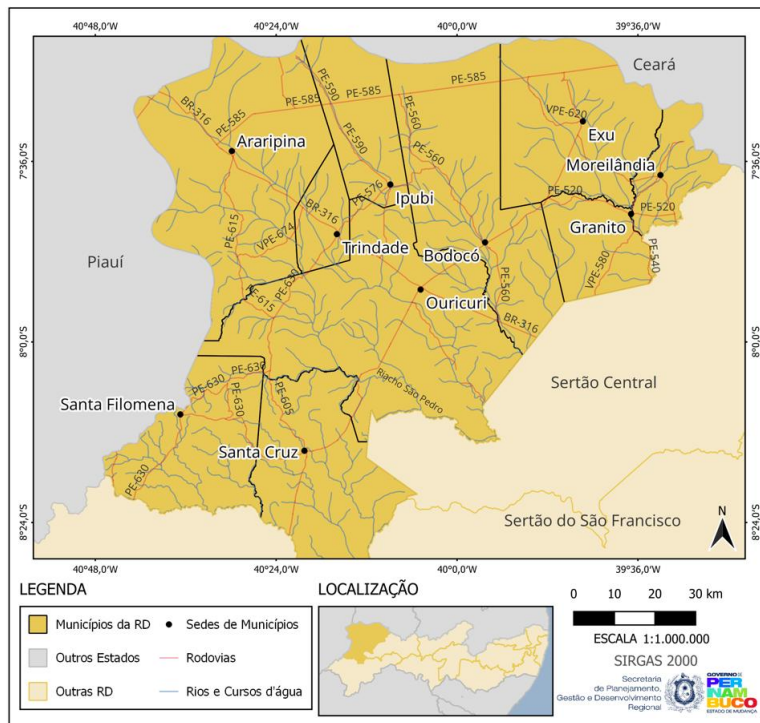 40°48,0'W 40°24,0'W 40°0,0'W 39°36,0'W
7°36,0'S
8°0,0'S
8°24,0'S
7°36,0'S
8°0,0'S
8°24,0'S
Ceará
PE-585
PE-590
PE-585
PE-560
BR-316
PE-585
VPE-620
Exu
Araripina
PE-590
PE-560
Moreilândia
PE-576
Ipubi
PE-520
PE-615
BR-316
PE-520
VPE-674
Trindade
Granito
Bodocó
PE-540
Piauí
PE-630
VPE-580
PE-615
Ouricuri
PE-560
BR-316
PE-630
PE-630
Riacho São Pedro
Sertão Central
Santa Filomena
PE-630
PE-605
Santa Cruz
PE-630
Sertão do São Francisco
N
40°48,0'W 40°24,0'W 40°0,0'W 39°36,0'W
LEGENDA
Municípios da RD
Sedes de Municípios
Outros Estados
Rodovias
Outras RD
Rios e Cursos d'água
LOCALIZAÇÃO
0 10 20 30 km
ESCALA 1:1.000.000
SIRGAS 2000
Secretaria
de Planejamento,
Gestão e Desenvolvimento
Regional
GOVERNO DE
PER
NAM
BUCO
ESTADO DE MUDANÇA